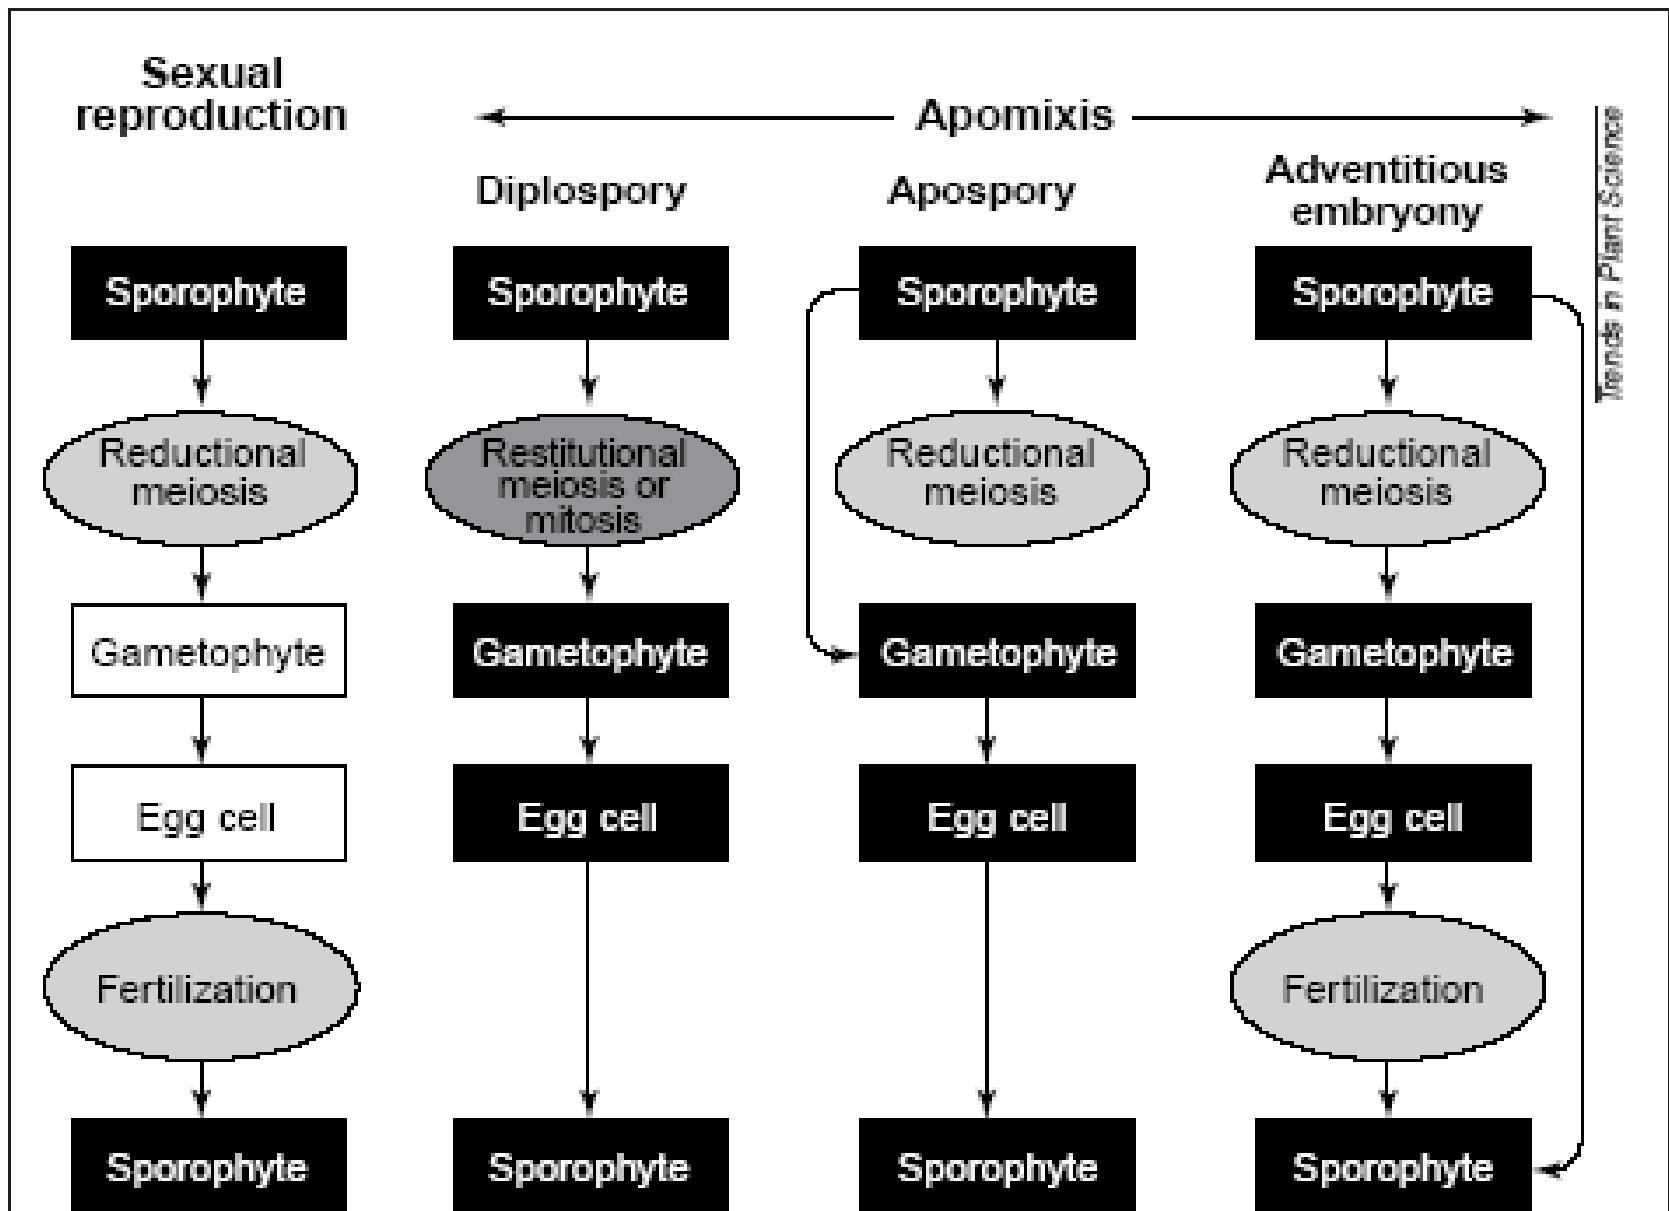 Sexual
reproduction
Apomixis
Diplospory
Apospory
Adventitious
embryony
Trends in Plant Science
Sporophyte
Sporophyte
Sporophyte
Sporophyte
Reductional
meiosis
Restitutional
meiosis or
mitosis
Reductional
meiosis
Reductional
meiosis
Gametophyte
Gametophyte
Gametophyte
Gametophyte
Egg cell
Egg cell
Egg cell
Egg cell
Fertilization
Fertilization
Sporophyte
Sporophyte
Sporophyte
Sporophyte